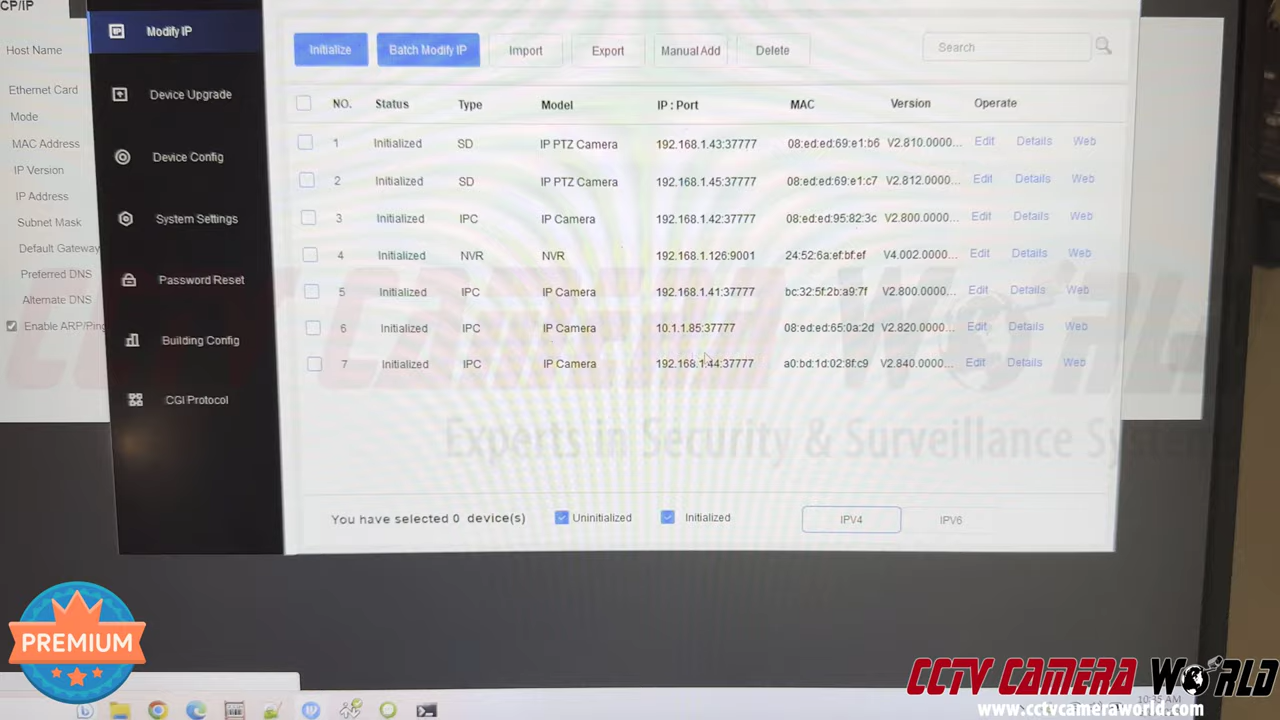 CP/IP
Host Name
Ethernet Card
Mode
MAC Address
IP Version
IP Address
Subnet Mask
Default Gateway
Preferred DNS
Alternate DNS
Enable ARP/Ping
Modify IP
Device Upgrade
Device Config
System Settings
Password Reset
Building Config
CGI Protocol
Initialize Batch Modify IP Import Export Manual Add Delete Search
NO. Status Type Model IP : Port MAC Version Operate
1 Initialized SD IP PTZ Camera 192.168.1.43:37777 08:ed:ed:69:e1:b6 V2.810.0000... Edit Details Web
2 Initialized SD IP PTZ Camera 192.168.1.45:37777 08:ed:ed:69:e1:c7 V2.812.0000... Edit Details Web
3 Initialized IPC IP Camera 192.168.1.42:37777 08:ed:ed:95:82:3c V2.800.0000... Edit Details Web
4 Initialized NVR NVR 192.168.1.126:9001 24:52:6a:ef:bf:ef V4.002.0000... Edit Details Web
5 Initialized IPC IP Camera 192.168.1.41:37777 bc:32:5f:2b:a9:7f V2.800.0000... Edit Details Web
6 Initialized IPC IP Camera 10.1.1.85:37777 08:ed:ed:65:0a:2d V2.820.0000... Edit Details Web
7 Initialized IPC IP Camera 192.168.1.44:37777 a0:bd:1d:02:8f:c9 V2.840.0000... Edit Details Web
CCTV CAMERA WORLD
Experts in Security & Surveillance System
You have selected 0 device(s) Uninitialized Initialized IPV4 IPV6
PREMIUM
CCTV CAMERA WORLD
www.cctvcameraworld.com
10:35 AM